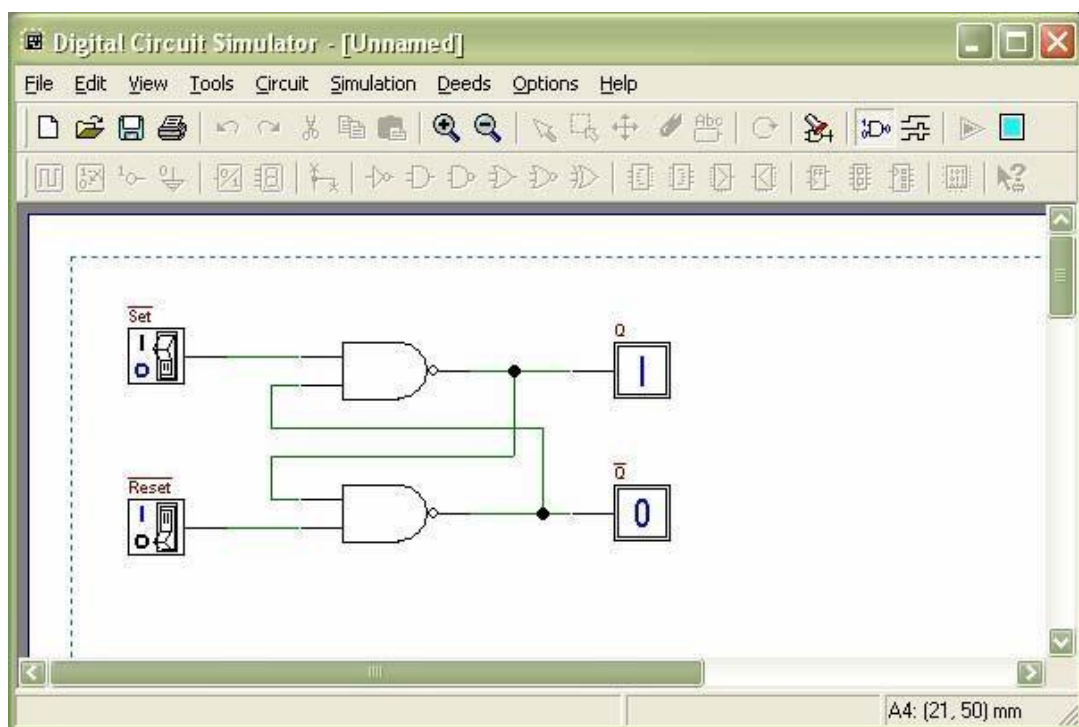 Digital Circuit Simulator - [Unnamed]
File Edit View Tools Circuit Simulation Deeds Options Help
Abc
Set
I
O
Q
I
Reset
I
O
Q
0
A4: (21, 50) mm